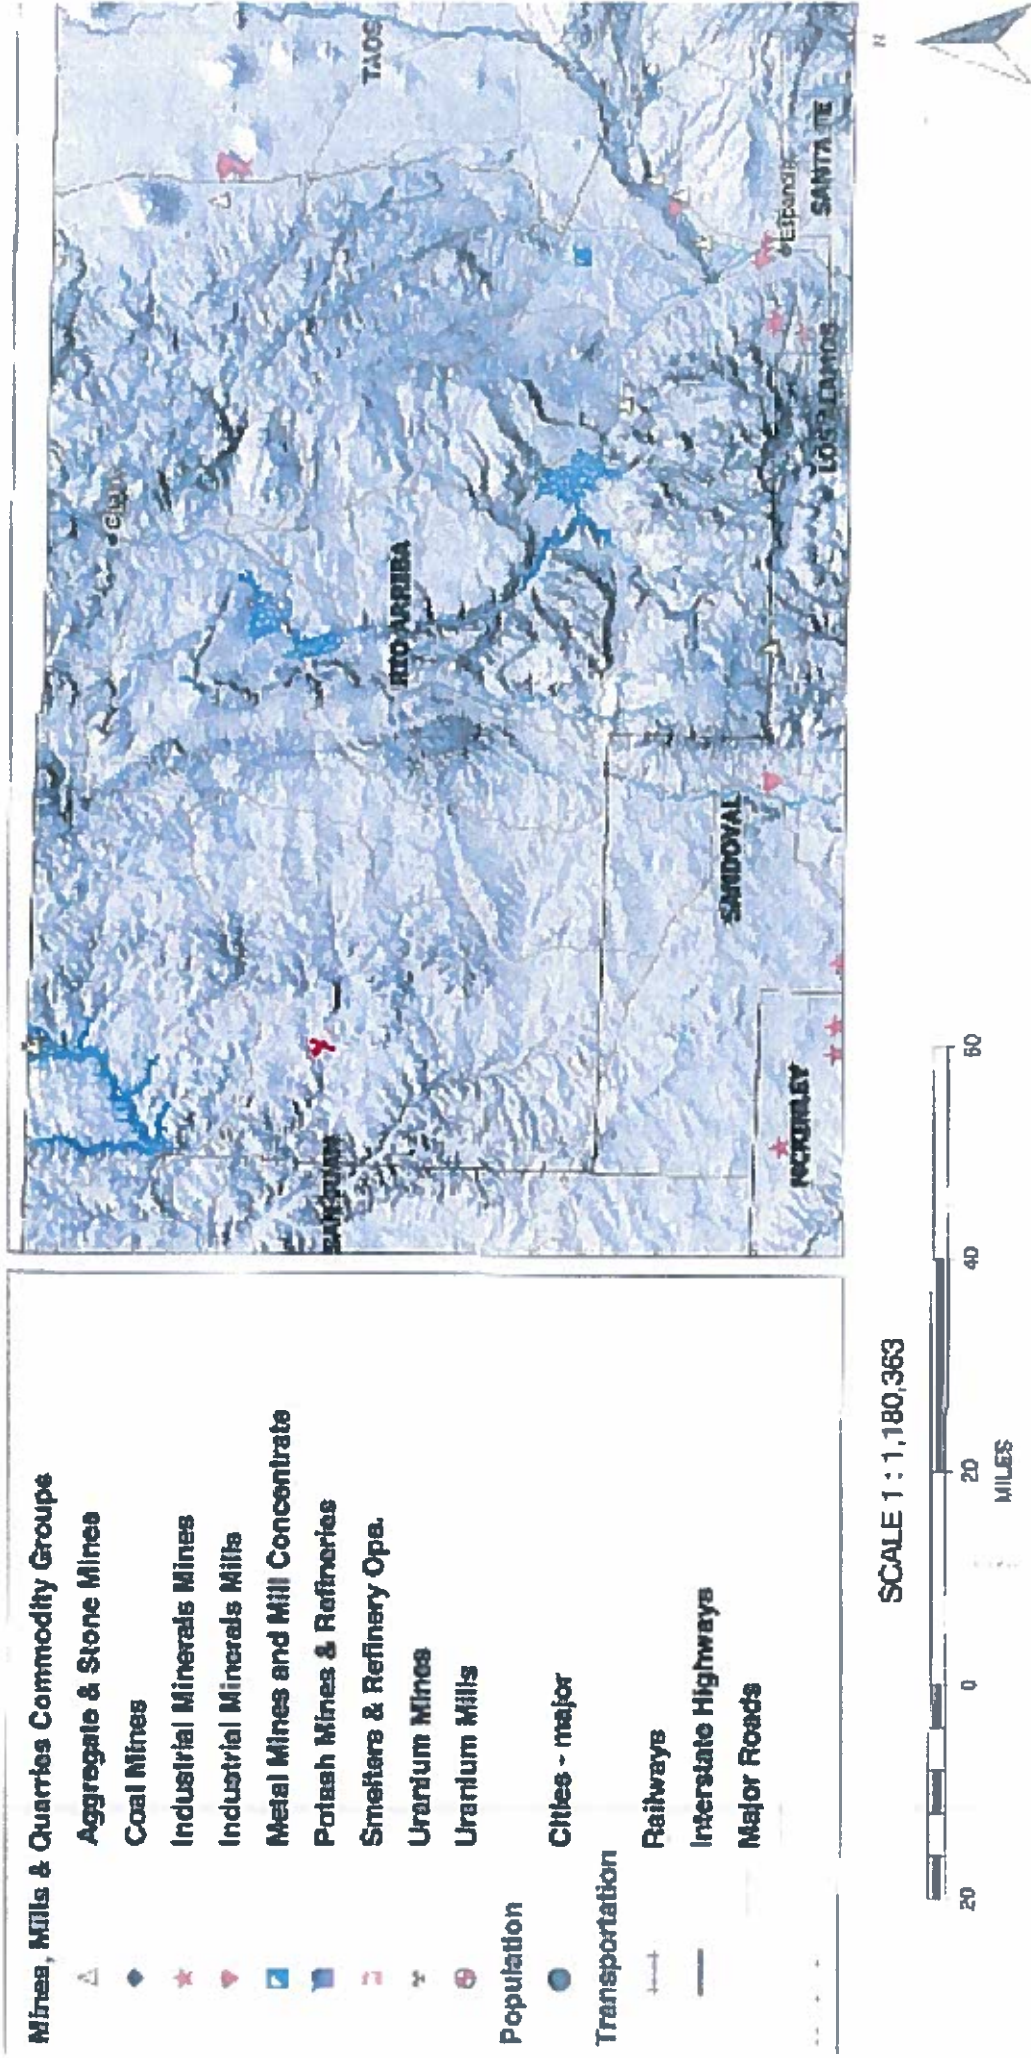 Mines, Mills & Quarries Commodity Groups
Aggregate & Stone Mines
Coal Mines
Industrial Minerals Mines
Industrial Minerals Mills
Metal Mines and Mill Concentrate
Potash Mines & Refineries
Smelters & Refinery Ops.
Uranium Mines
Uranium Mills
Population
Cities - major
Transportation
Railways
Interstate Highways
Major Roads
TAOS
RIO ARRIBA
SAN JUAN
SANDOVAL
MCKINLEY
LOS ALAMOS
Espanola
SANTA FE
SCALE 1 : 1,180,363
20 0 20 40 60
MILES
N